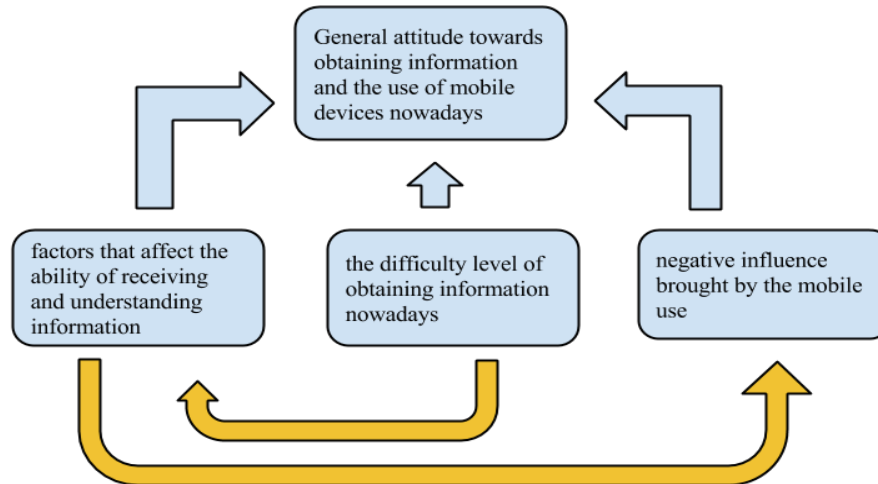 General attitude towards
obtaining information
and the use of mobile
devices nowadays
factors that affect the
ability of receiving
and understanding
information
the difficulty level of
obtaining information
nowadays
negative influence
brought by the mobile
use